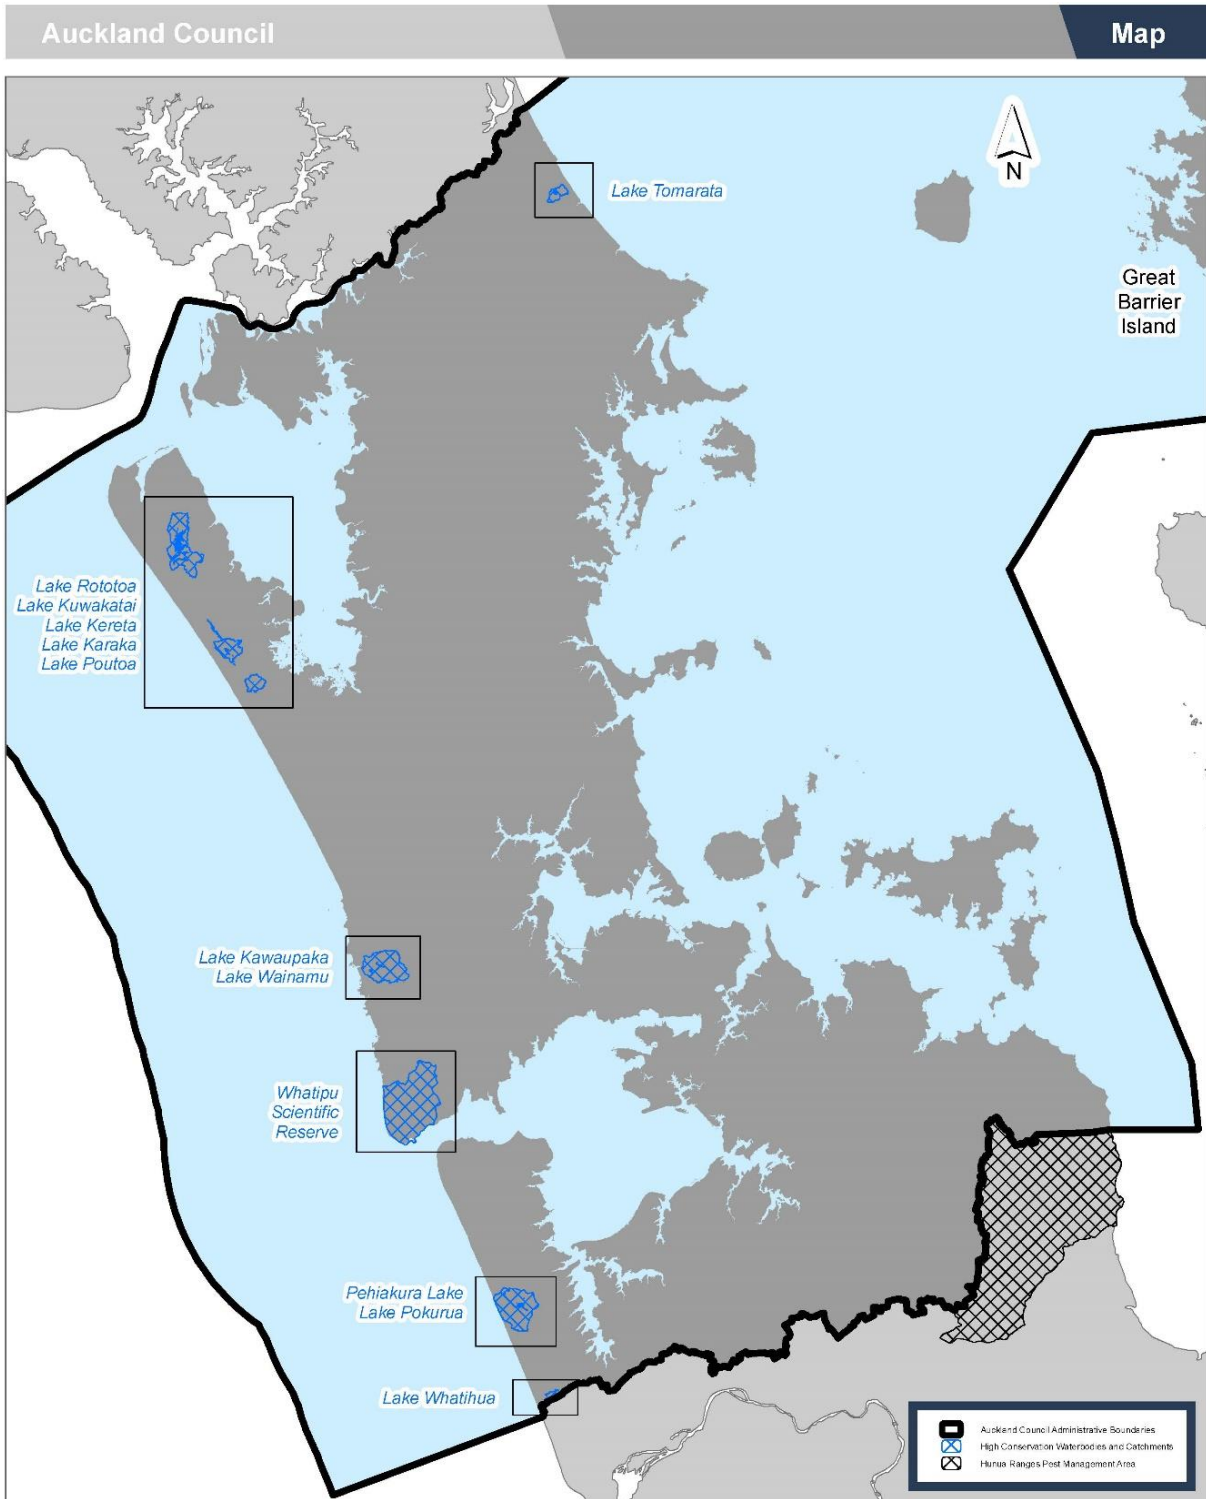 Auckland Council
Map
N
Lake Tomarata
Great
Barrier
Island
Lake Rototoa
Lake Kuwakatai
Lake Kereta
Lake Karaka
Lake Poutoa
Lake Kawaupaka
Lake Wainamu
Whatipu
Scientific
Reserve
Pehiakura Lake
Lake Pokurua
Lake Whatihua
Auckland Council Administrative Boundaries
High Conservation Waterbodies and Catchments
Hunua Ranges Pest Management Area